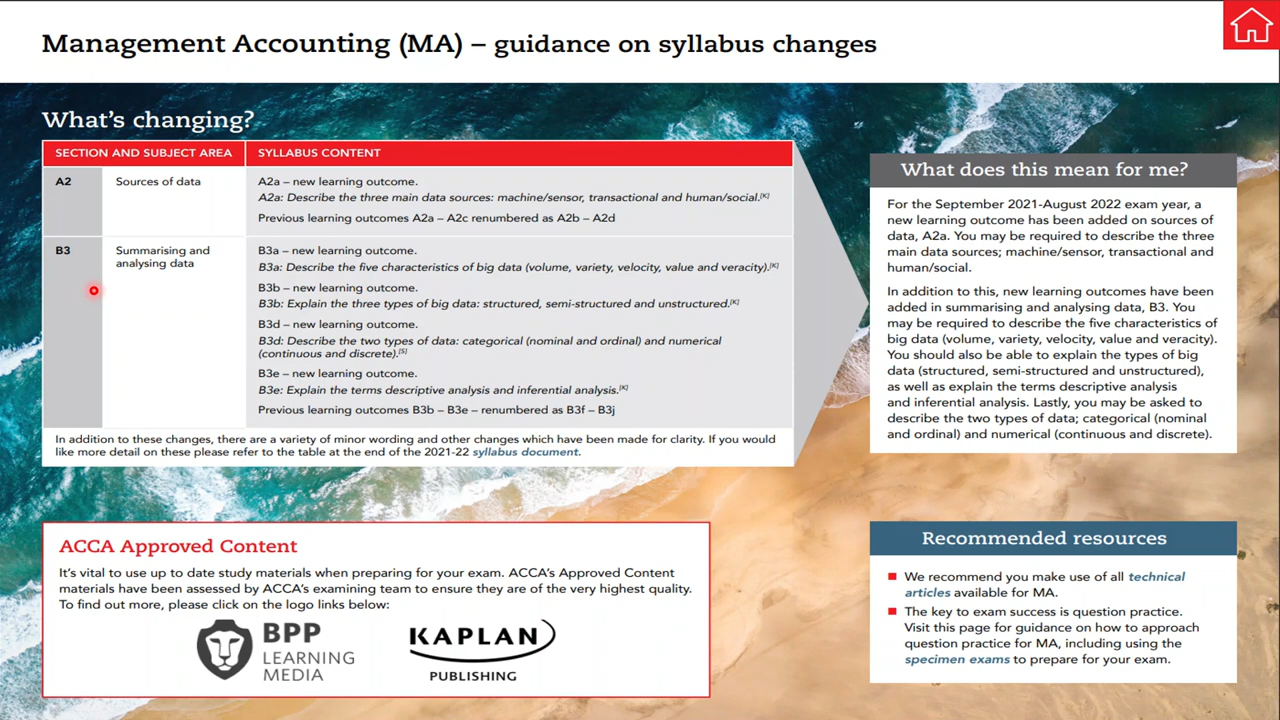 Management Accounting (MA) – guidance on syllabus changes
What's changing?
SECTION AND SUBJECT AREA
SYLLABUS CONTENT
A2
Sources of data
A2a – new learning outcome.
A2a: Describe the three main data sources: machine/sensor, transactional and human/social.[K]
Previous learning outcomes A2a – A2c renumbered as A2b – A2d
B3
Summarising and
analysing data
B3a – new learning outcome.
B3a: Describe the five characteristics of big data (volume, variety, velocity, value and veracity).[K]
B3b – new learning outcome.
B3b: Explain the three types of big data: structured, semi-structured and unstructured.[K]
B3d – new learning outcome.
B3d: Describe the two types of data: categorical (nominal and ordinal) and numerical
(continuous and discrete).[S]
B3e – new learning outcome.
B3e: Explain the terms descriptive analysis and inferential analysis.[K]
Previous learning outcomes B3b – B3e – renumbered as B3f – B3j
In addition to these changes, there are a variety of minor wording and other changes which have been made for clarity. If you would
like more detail on these please refer to the table at the end of the 2021-22 syllabus document.
What does this mean for me?
For the September 2021-August 2022 exam year, a
new learning outcome has been added on sources of
data, A2a. You may be required to describe the three
main data sources; machine/sensor, transactional and
human/social.
In addition to this, new learning outcomes have been
added in summarising and analysing data, B3. You
may be required to describe the five characteristics of
big data (volume, variety, velocity, value and veracity).
You should also be able to explain the types of big
data (structured, semi-structured and unstructured),
as well as explain the terms descriptive analysis
and inferential analysis. Lastly, you may be asked to
describe the two types of data; categorical (nominal
and ordinal) and numerical (continuous and discrete).
ACCA Approved Content
It's vital to use up to date study materials when preparing for your exam. ACCA's Approved Content
materials have been assessed by ACCA's examining team to ensure they are of the very highest quality.
To find out more, please click on the logo links below:
BPP
LEARNING
MEDIA
KAPLAN
PUBLISHING
Recommended resources
We recommend you make use of all technical
articles available for MA.
The key to exam success is question practice.
Visit this page for guidance on how to approach
question practice for MA, including using the
specimen exams to prepare for your exam.